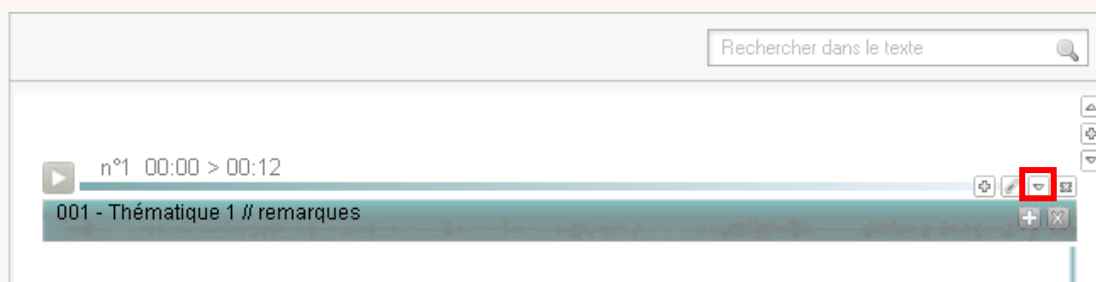 Rechercher dans le texte
n°1 00:00 > 00:12
001 - Thématique 1 // remarques